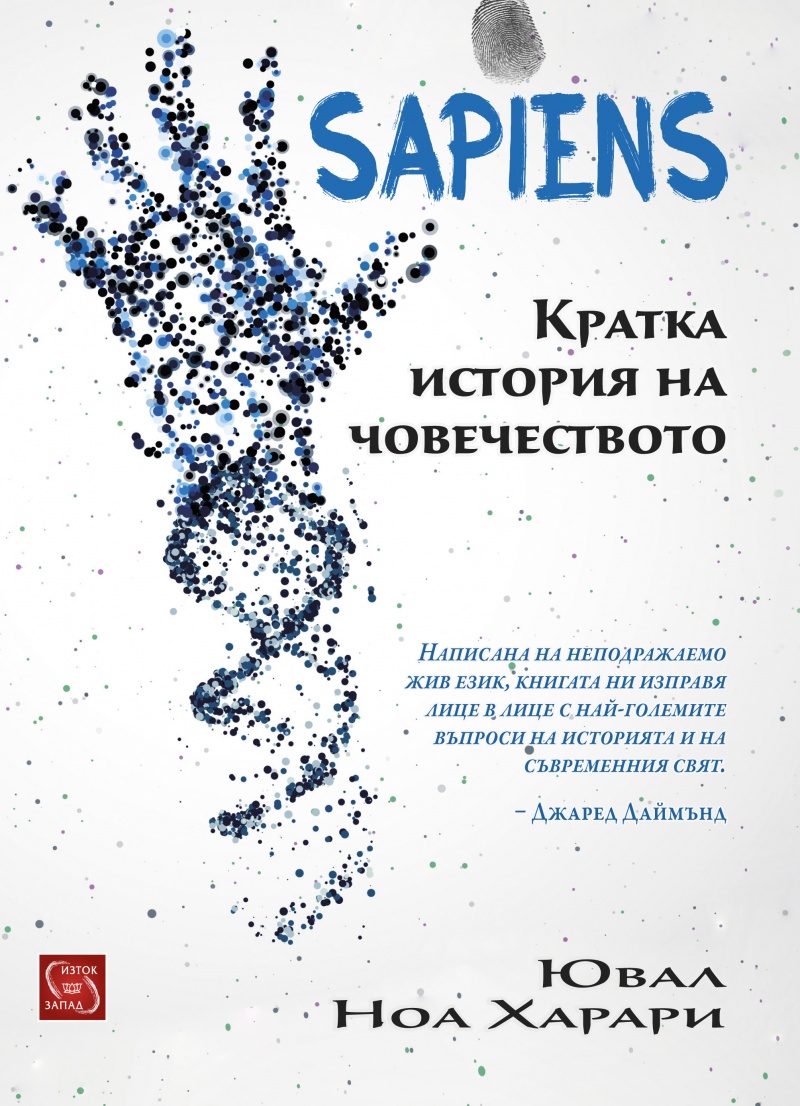 SAPIENS
Кратка
история на
човечеството
Написана на неподражаемо
жив език, книгата ни изправя
лице в лице с най-големите
въпроси на историята и на
съвременния свят.
– Джаред Даймънд
ИЗТОК
ЗАПАД
Ювал
Ноа Харари